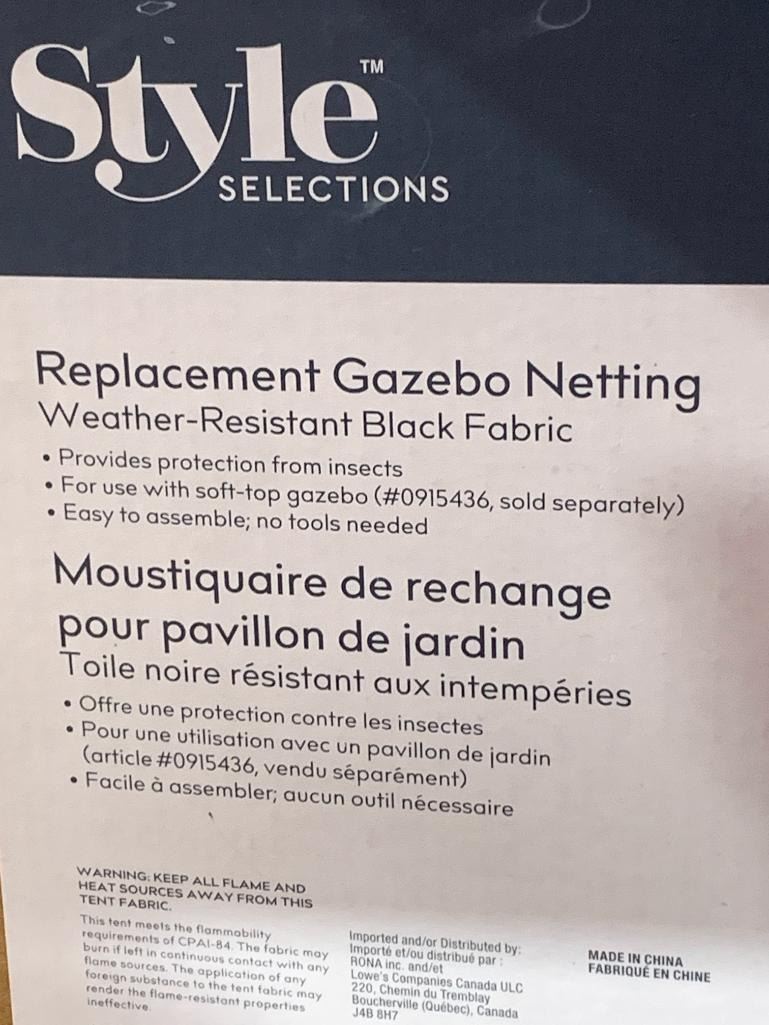 Style™
SELECTIONS
Replacement Gazebo Netting
Weather-Resistant Black Fabric
• Provides protection from insects
• For use with soft-top gazebo (#0915436, sold separately)
• Easy to assemble; no tools needed
Moustiquaire de rechange
pour pavillon de jardin
Toile noire résistant aux intempéries
• Offre une protection contre les insectes
• Pour une utilisation avec un pavillon de jardin
(article #0915436, vendu séparément)
• Facile à assembler; aucun outil nécessaire
WARNING: KEEP ALL FLAME AND
HEAT SOURCES AWAY FROM THIS
TENT FABRIC.
This tent meets the flammability
requirements of CPAI-84. The fabric may
burn if left in continuous contact with any
flame sources. The application of any
foreign substance to the tent fabric may
render the flame-resistant properties
ineffective.
Imported and/or Distributed by:
Importé et/ou distribué par :
RONA inc. and/et
Lowe's Companies Canada ULC
220, Chemin du Tremblay
Boucherville (Québec), Canada
J4B 8H7
MADE IN CHINA
FABRIQUÉ EN CHINE